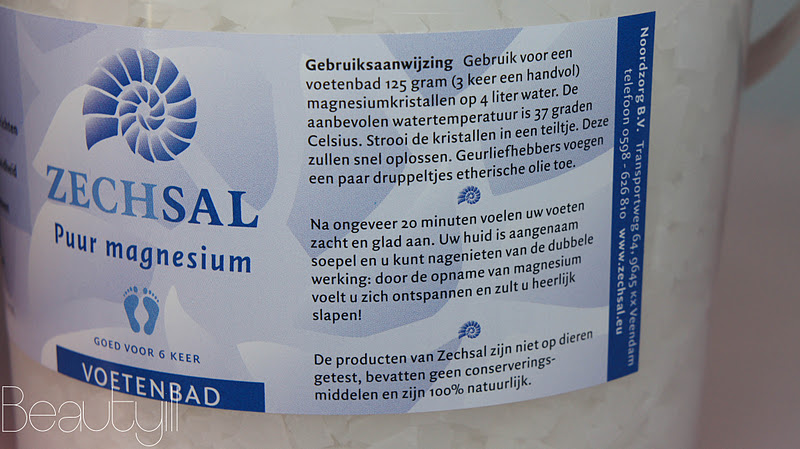 ZECHSAL
Puur magnesium
GOED VOOR 6 KEER
VOETENBAD
Gebruiksaanwijzing Gebruik voor een
voetenbad 125 gram (3 keer een handvol)
magnesiumkristallen op 4 liter water. De
aanbevolen watertemperatuur is 37 graden
Celsius. Strooi de kristallen in een teiltje. Deze
zullen snel oplossen. Geurliefhebbers voegen
een paar druppeltjes etherische olie toe.
Na ongeveer 20 minuten voelen uw voeten
zacht en glad aan. Uw huid is aangenaam
soepel en u kunt nagenieten van de dubbele
werking: door de opname van magnesium
voelt u zich ontspannen en zult u heerlijk
slapen!
De producten van Zechsal zijn niet op dieren
getest, bevatten geen conserverings-
middelen en zijn 100% natuurlijk.
Noordzorg B.V. Transportweg 64, 9645 KX Veendam
telefoon 0598 - 626 810 www.zechsal.eu
Beautyill